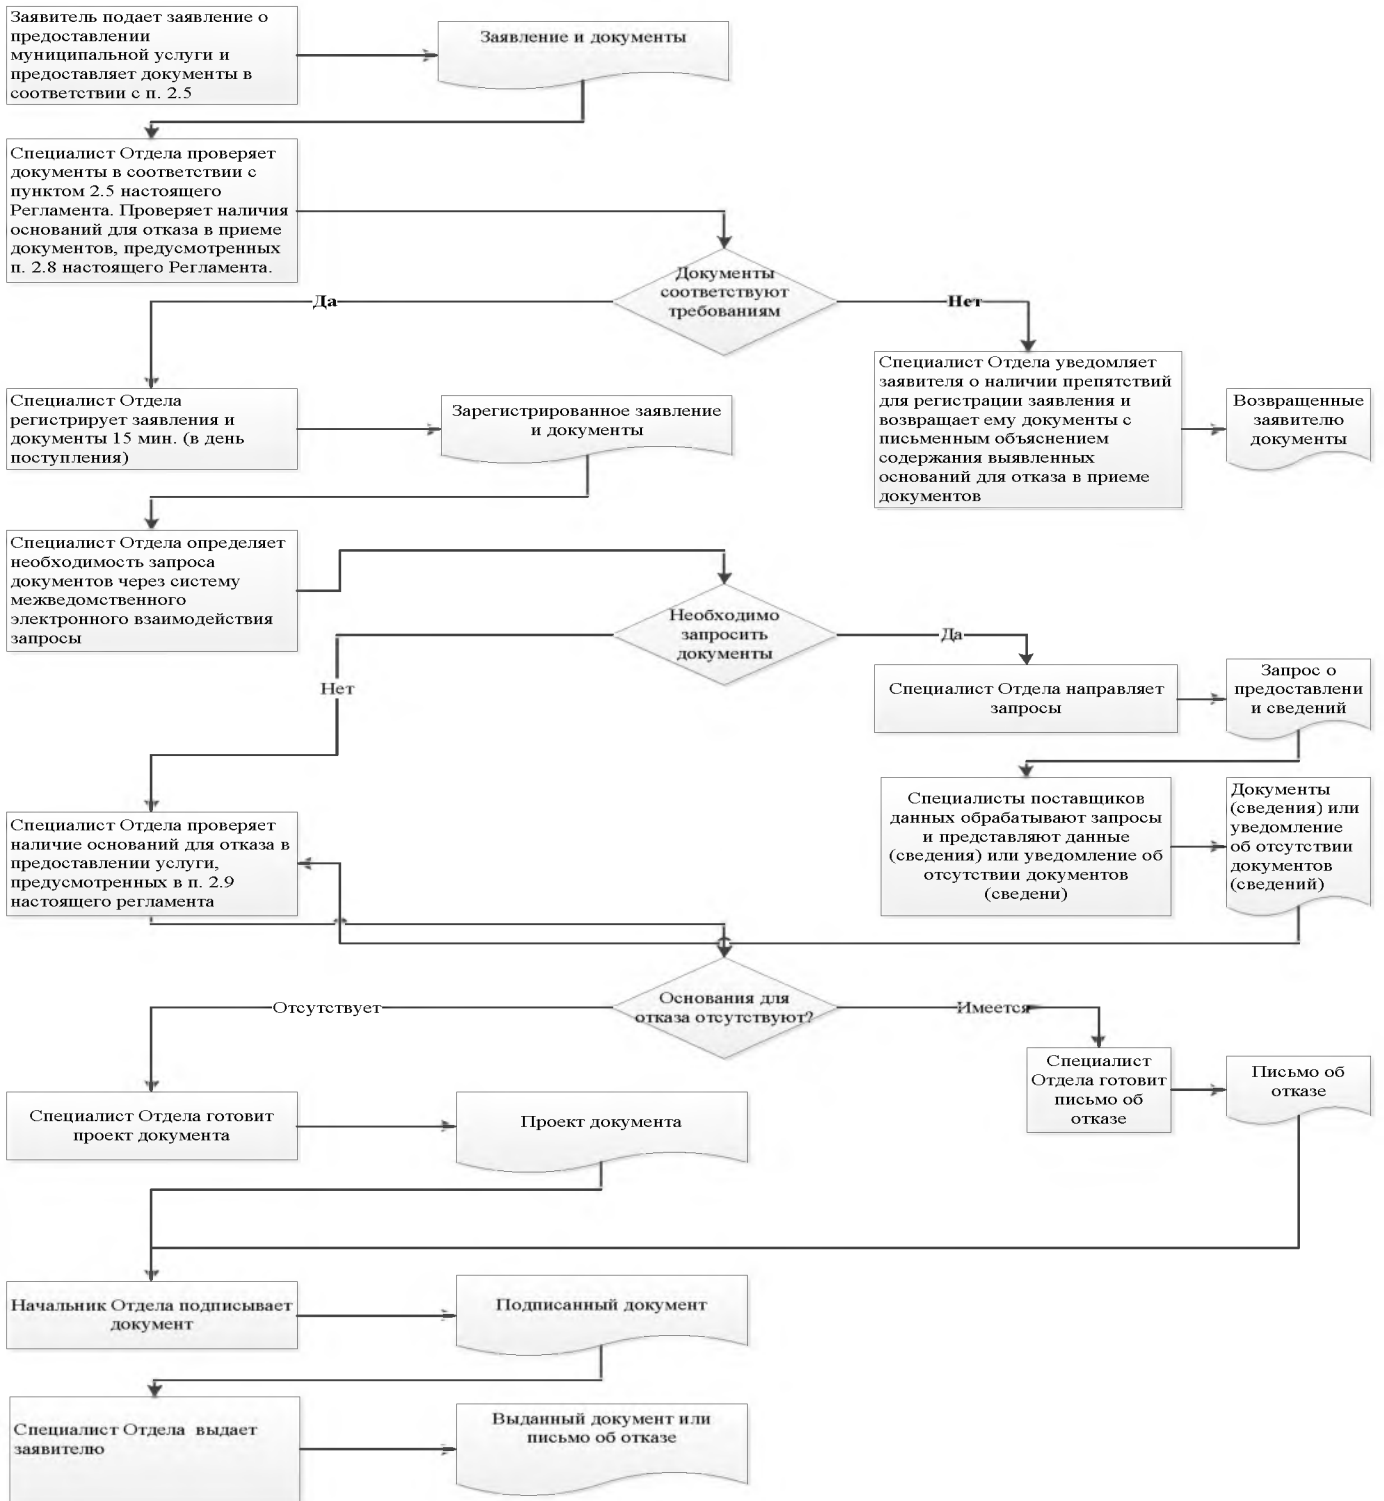 Заявитель подает заявление о
предоставлении
муниципальной услуги и
предоставляет документы в
соответствии с п. 2.5
Заявление и документы
Специалист Отдела проверяет
документы в соответствии с
пунктом 2.5 настоящего
Регламента. Проверяет наличия
оснований для отказа в приеме
документов, предусмотренных
п. 2.8 настоящего Регламента.
Документы
соответствуют
требованиям
Да
Нет
Специалист Отдела
регистрирует заявления и
документы 15 мин. (в день
поступления)
Зарегистрированное заявление
и документы
Специалист Отдела уведомляет
заявителя о наличии препятствий
для регистрации заявления и
возвращает ему документы с
письменным объяснением
содержания выявленных
оснований для отказа в приеме
документов
Возвращенные
заявителю
документы
Специалист Отдела определяет
необходимость запроса
документов через систему
межведомственного
электронного взаимодействия
запросы
Необходимо
запросить
документы
Да
Нет
Специалист Отдела направляет
запросы
Запрос о
предоставлени
и сведений
Специалисты поставщиков
данных обрабатывают запросы
и представляют данные
(сведения) или уведомление об
отсутствии документов
(сведени)
Документы
(сведения) или
уведомление
об отсутствии
документов
(сведений)
Специалист Отдела проверяет
наличие оснований для отказа в
предоставлении услуги,
предусмотренных в п. 2.9
настоящего регламента
Основания для
отказа отсутствуют?
Отсутствует
Имеется
Специалист Отдела готовит
проект документа
Проект документа
Специалист
Отдела готовит
письмо об
отказе
Письмо об
отказе
Начальник Отдела подписывает
документ
Подписанный документ
Специалист Отдела  выдает
заявителю
Выданный документ или
письмо об отказе